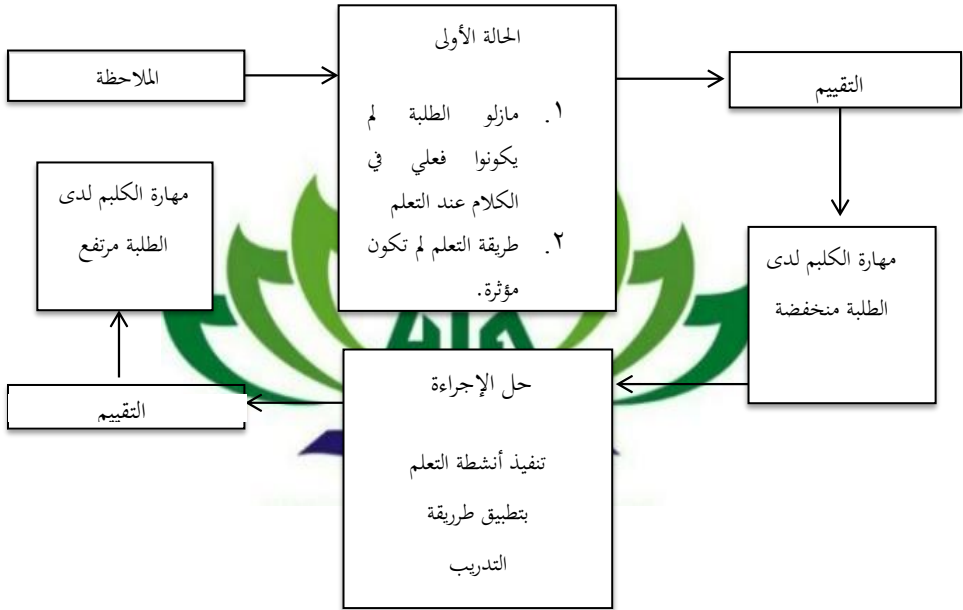 الملاحظة
الحالة الأولى
١. مازلو الطلبة لم
يكونوا فعلي في
الكلام عند التعلم
٢. طريقة التعلم لم تكون
مؤثرة.
التقييم
مهارة الكلبم لدى
الطلبة منخفضة
حل الإجراءة
تنفيذ أنشطة التعلم
بتطبيق طرريقة
التدريب
التقييم
مهارة الكلبم لدى
الطلبة مرتفع